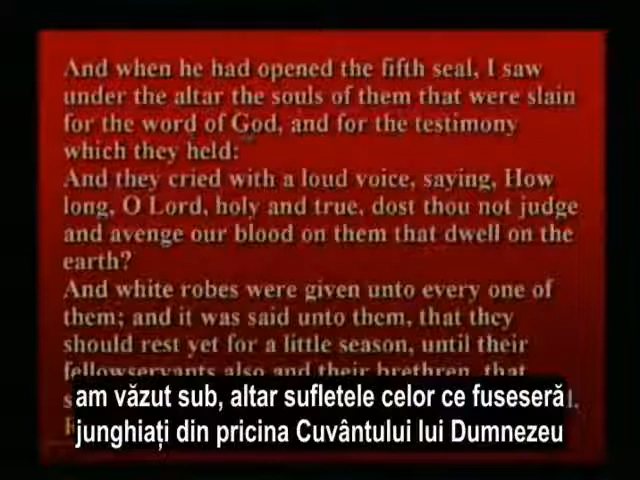 And when he had opened the fifth seal, I saw
under the altar the souls of them that were slain
for the word of God, and for the testimony
which they held:
And they cried with a loud voice, saying, How
long, O Lord, holy and true, dost thou not judge
and avenge our blood on them that dwell on the
earth?
And white robes were given unto every one of
them; and it was said unto them, that they
should rest yet for a little season, until their
fellowservants also and their brethren, that
am văzut sub, altar sufletele celor ce fuseseră
junghiați din pricina Cuvântului lui Dumnezeu